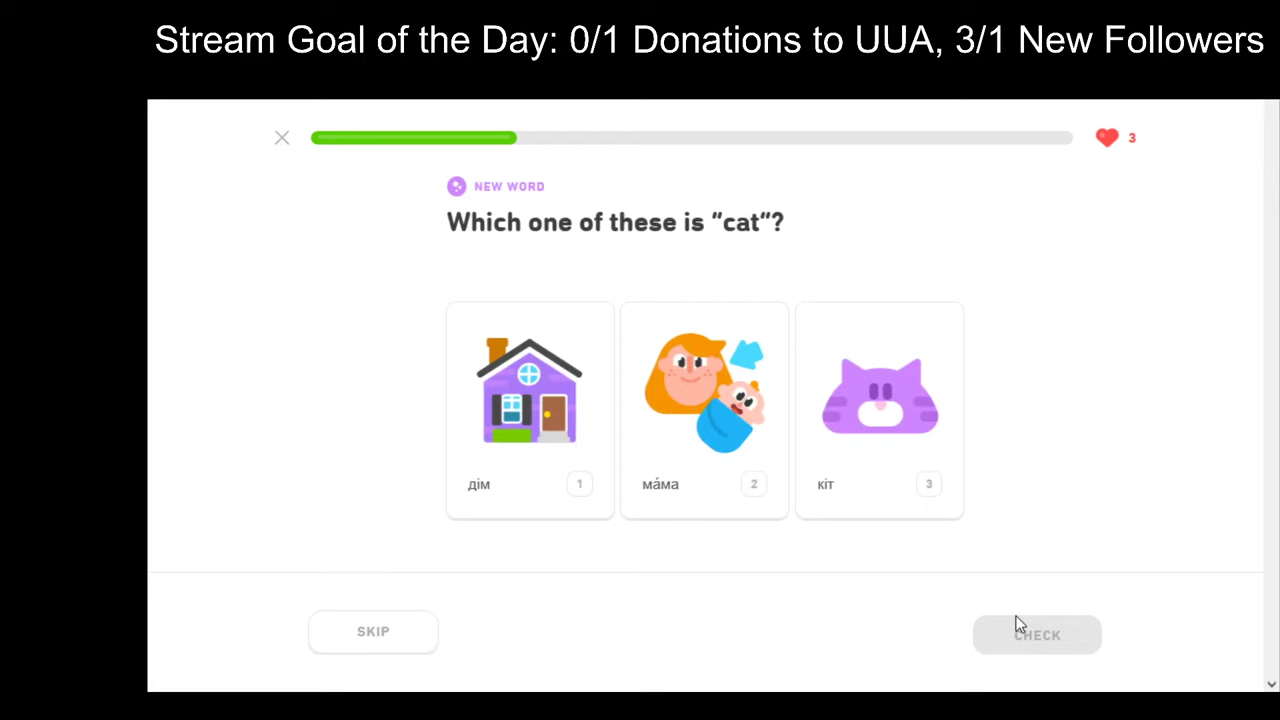 Stream Goal of the Day: 0/1 Donations to UUA, 3/1 New Followers
3
NEW WORD
Which one of these is “cat“?
дім 1
ма́ма 2
кіт 3
SKIP
CHECK